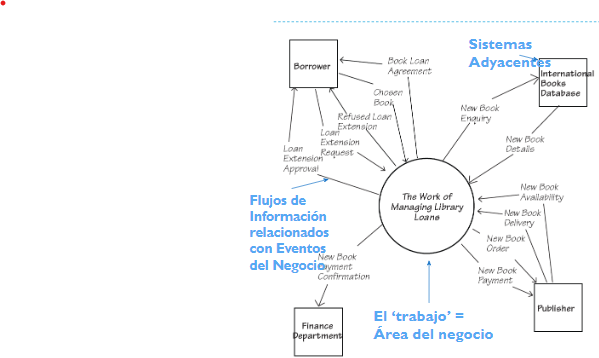 Sistemas
Adyacentes
Borrower
Book Loan
Agreement
International
Books
Database
Chosen
Book
New Book
Enquiry
Refused Loan
Extension
Loan
Extension
Request
New Book
Details
Loan
Extension
Approval
The Work of
Managing Library
Loans
New Book
Availability
Flujos de
Información
relacionados
con Eventos
del Negocio
New Book
Delivery
New Book
Order
New Book
Payment
Confirmation
New Book
Payment
Publisher
El ‘trabajo’ =
Área del negocio
Finance
Department